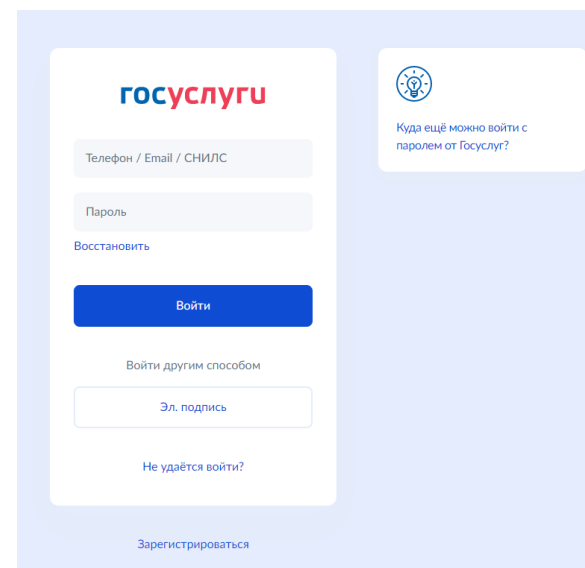 госуслуги
Телефон / Email / СНИЛС
Пароль
Восстановить
Войти
Войти другим способом
Эл. подпись
Не удаётся войти?
Зарегистрироваться
Куда ещё можно войти с
паролем от Госуслуг?